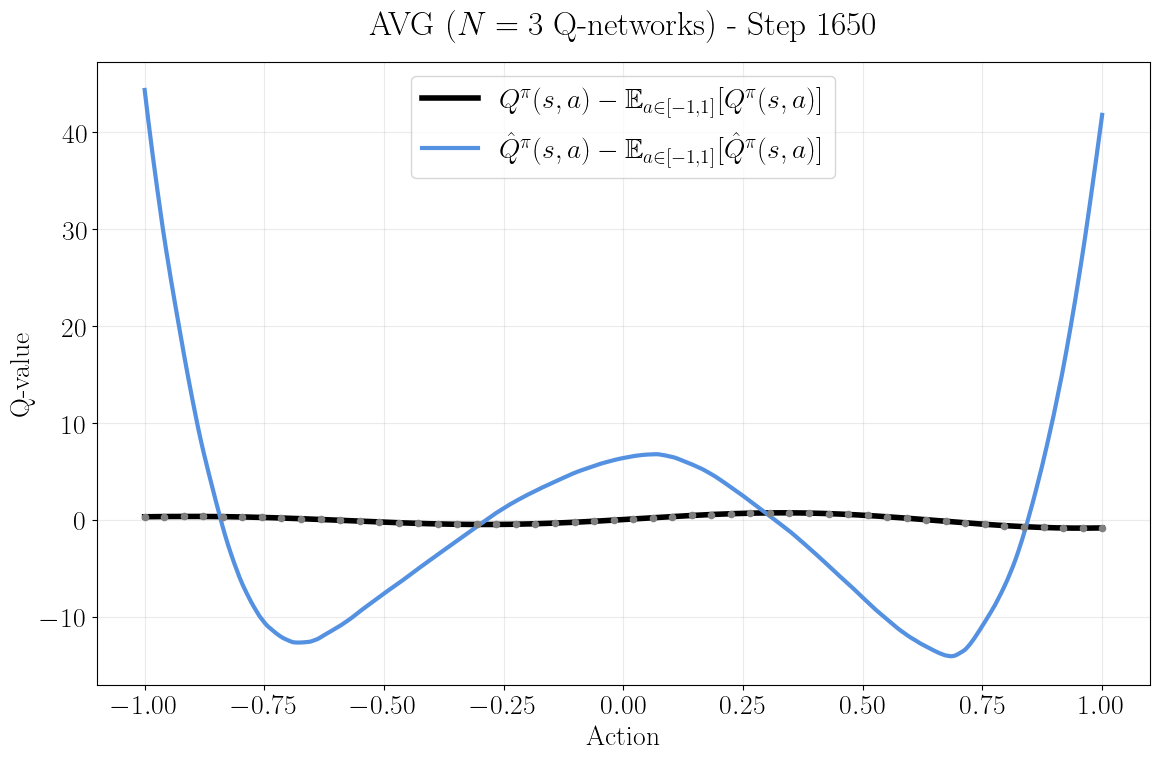 AVG (N = 3 Q-networks) - Step 1650
Q^π(s, a) − 𝔼_{a∈[−1,1]}[Q^π(s, a)]
Q̂^π(s, a) − 𝔼_{a∈[−1,1]}[Q̂^π(s, a)]
Q-value
40
30
20
10
0
−10
−1.00 −0.75 −0.50 −0.25 0.00 0.25 0.50 0.75 1.00
Action